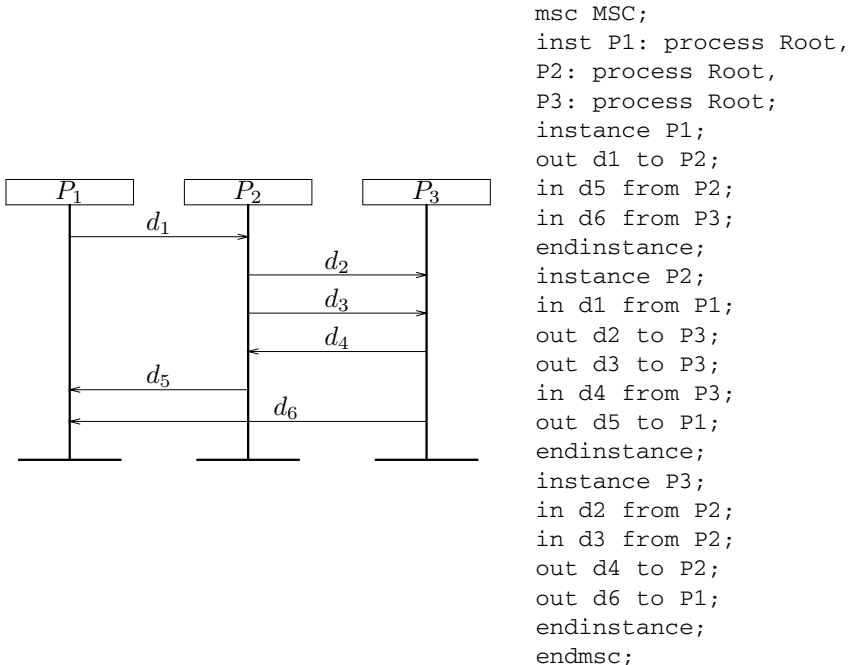 P1 P2 P3
d1
d2
d3
d4
d5
d6
msc MSC;
inst P1: process Root,
P2: process Root,
P3: process Root;
instance P1;
out d1 to P2;
in d5 from P2;
in d6 from P3;
endinstance;
instance P2;
in d1 from P1;
out d2 to P3;
out d3 to P3;
in d4 from P3;
out d5 to P1;
endinstance;
instance P3;
in d2 from P2;
in d3 from P2;
out d4 to P2;
out d6 to P1;
endinstance;
endmsc;